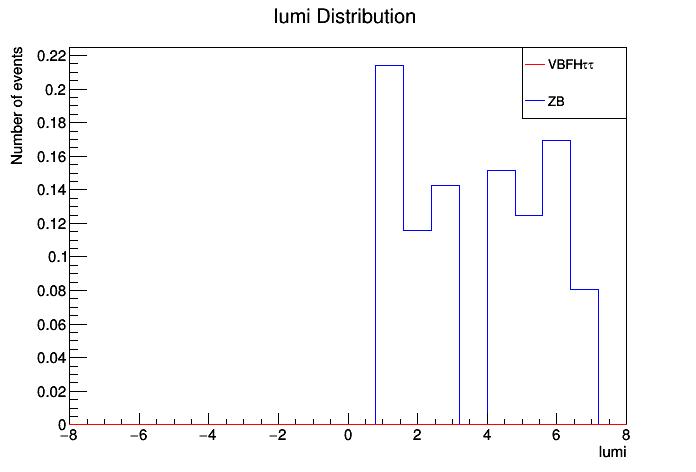 lumi Distribution
Number of events
0.22
0.2
0.18
0.16
0.14
0.12
0.1
0.08
0.06
0.04
0.02
0
VBFHττ
ZB
−8 −6 −4 −2 0 2 4 6 8
lumi